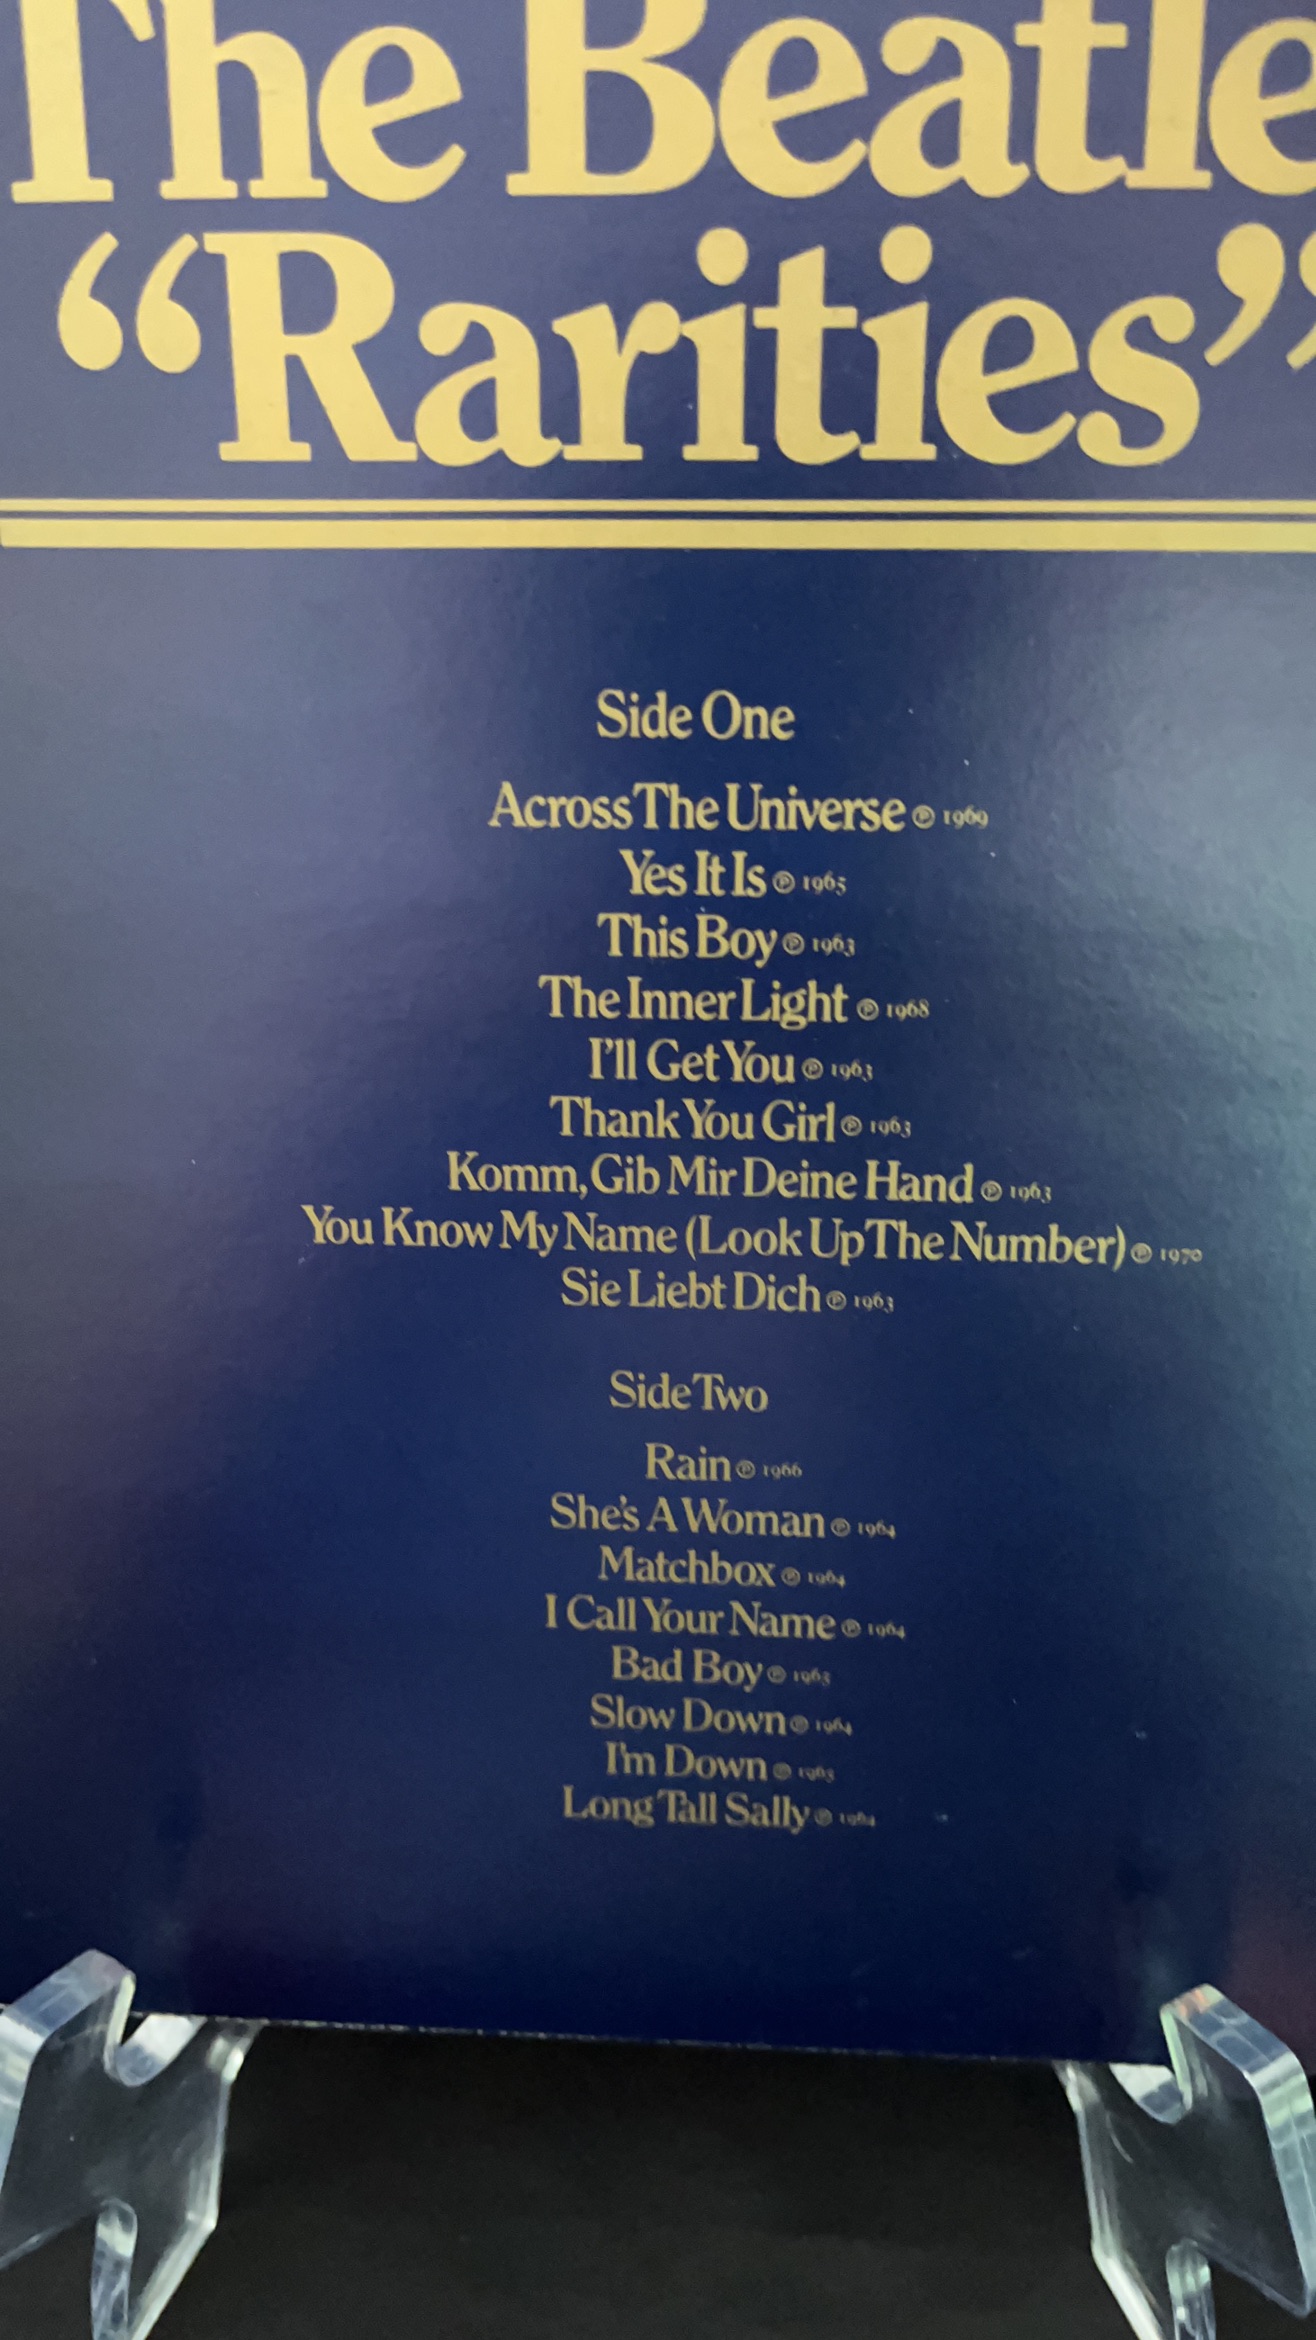 The Beatle
“Rarities”
Side One
Across The Universe ℗ 1969
Yes It Is ℗ 1965
This Boy ℗ 1963
The Inner Light ℗ 1968
I'll Get You ℗ 1963
Thank You Girl ℗ 1963
Komm, Gib Mir Deine Hand ℗ 1963
You Know My Name (Look Up The Number) ℗ 1970
Sie Liebt Dich ℗ 1963
Side Two
Rain ℗ 1966
She's A Woman ℗ 1964
Matchbox ℗ 1964
I Call Your Name ℗ 1964
Bad Boy ℗ 1965
Slow Down ℗ 1964
I'm Down ℗ 1965
Long Tall Sally ℗ 1964